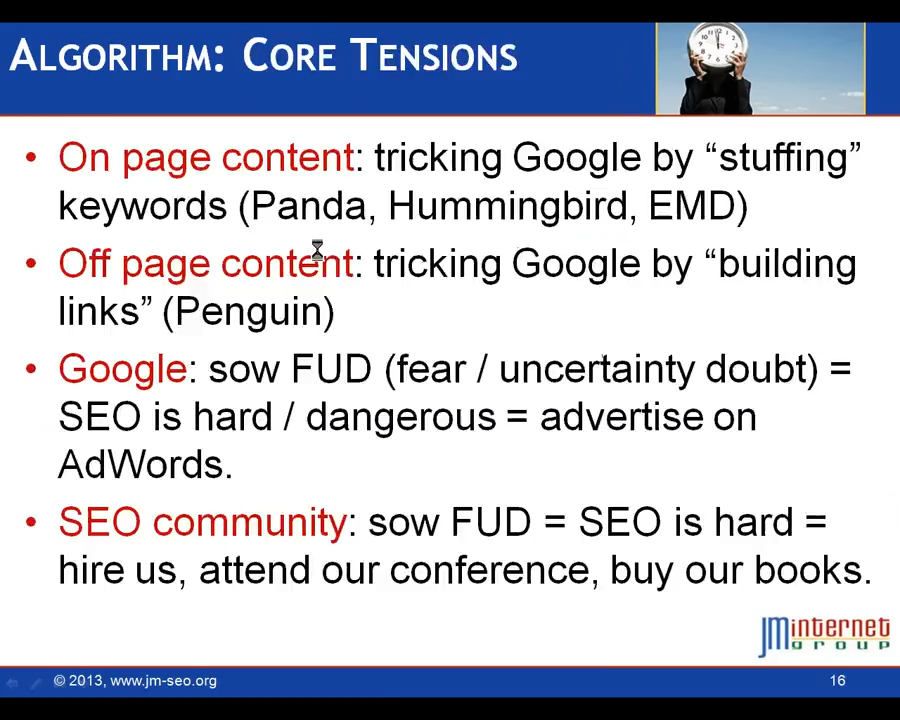 ALGORITHM: CORE TENSIONS
• On page content: tricking Google by “stuffing”
keywords (Panda, Hummingbird, EMD)
• Off page content: tricking Google by “building
links” (Penguin)
• Google: sow FUD (fear / uncertainty doubt) =
SEO is hard / dangerous = advertise on
AdWords.
• SEO community: sow FUD = SEO is hard =
hire us, attend our conference, buy our books.
JM internet
group
© 2013, www.jm-seo.org
16